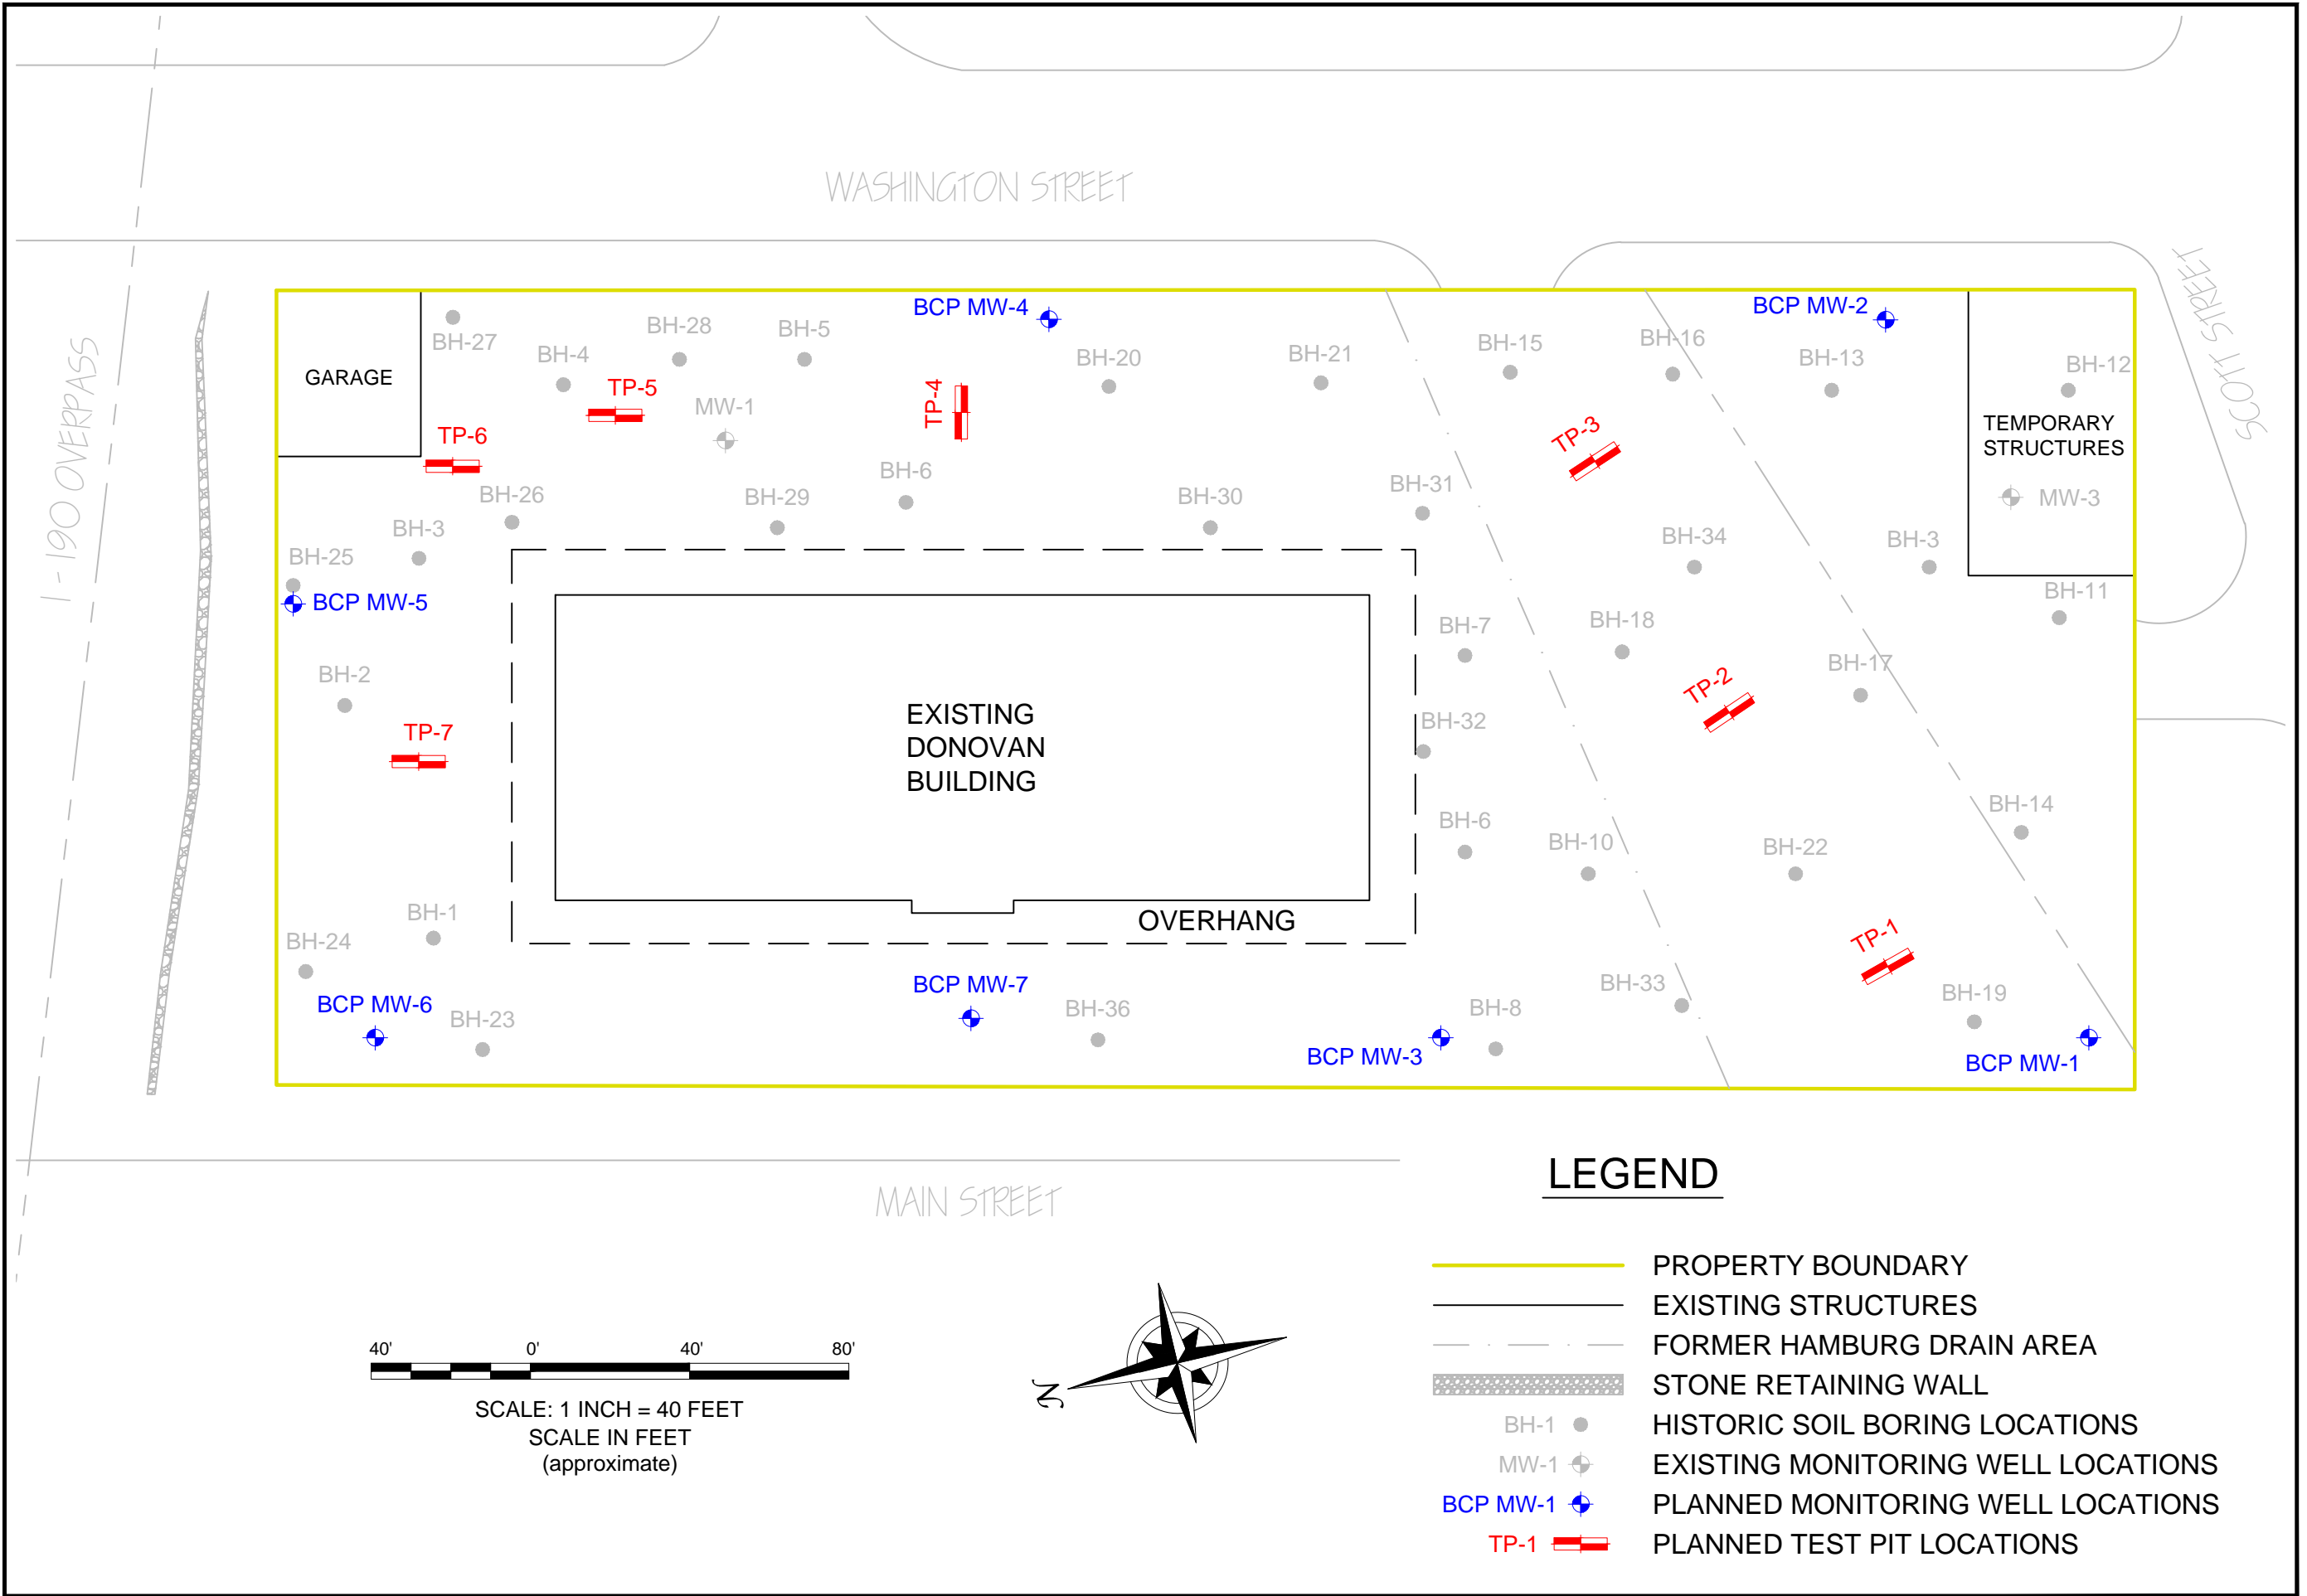 WASHINGTON STREET
SCOTT STREET
I-190 OVERPASS
BCP MW-4
BCP MW-2
BH-27
BH-28
BH-5
BH-4
BH-20
BH-21
BH-15
BH-16
BH-13
BH-12
GARAGE
TP-5
TP-4
MW-1
TP-6
TP-3
TEMPORARY
STRUCTURES
BH-6
BH-26
BH-29
BH-30
BH-31
MW-3
BH-3
BH-34
BH-3
BH-25
BCP MW-5
BH-11
BH-7
BH-18
BH-17
BH-2
TP-2
TP-7
BH-32
EXISTING
DONOVAN
BUILDING
BH-14
BH-6
BH-10
BH-22
BH-1
OVERHANG
BH-24
TP-1
BCP MW-7
BH-33
BCP MW-6
BH-23
BH-36
BH-8
BH-19
BCP MW-3
BCP MW-1
MAIN STREET
LEGEND
PROPERTY BOUNDARY
EXISTING STRUCTURES
FORMER HAMBURG DRAIN AREA
STONE RETAINING WALL
BH-1 HISTORIC SOIL BORING LOCATIONS
MW-1 EXISTING MONITORING WELL LOCATIONS
BCP MW-1 PLANNED MONITORING WELL LOCATIONS
TP-1 PLANNED TEST PIT LOCATIONS
40' 0' 40' 80'
SCALE: 1 INCH = 40 FEET
SCALE IN FEET
(approximate)
N